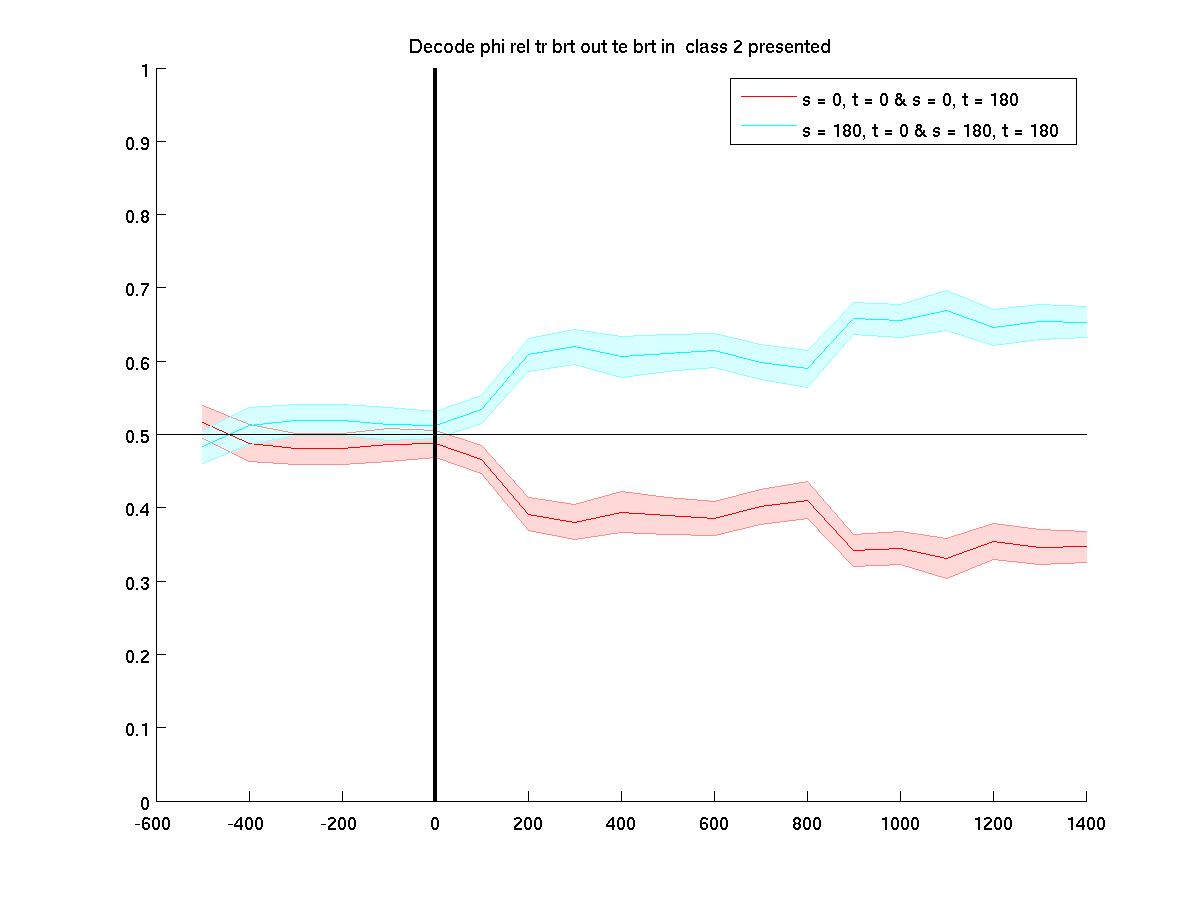 Decode phi rel tr brt out te brt in  class 2 presented
s = 0, t = 0 & s = 0, t = 180
s = 180, t = 0 & s = 180, t = 180
1
0.9
0.8
0.7
0.6
0.5
0.4
0.3
0.2
0.1
0
-600 -400 -200 0 200 400 600 800 1000 1200 1400